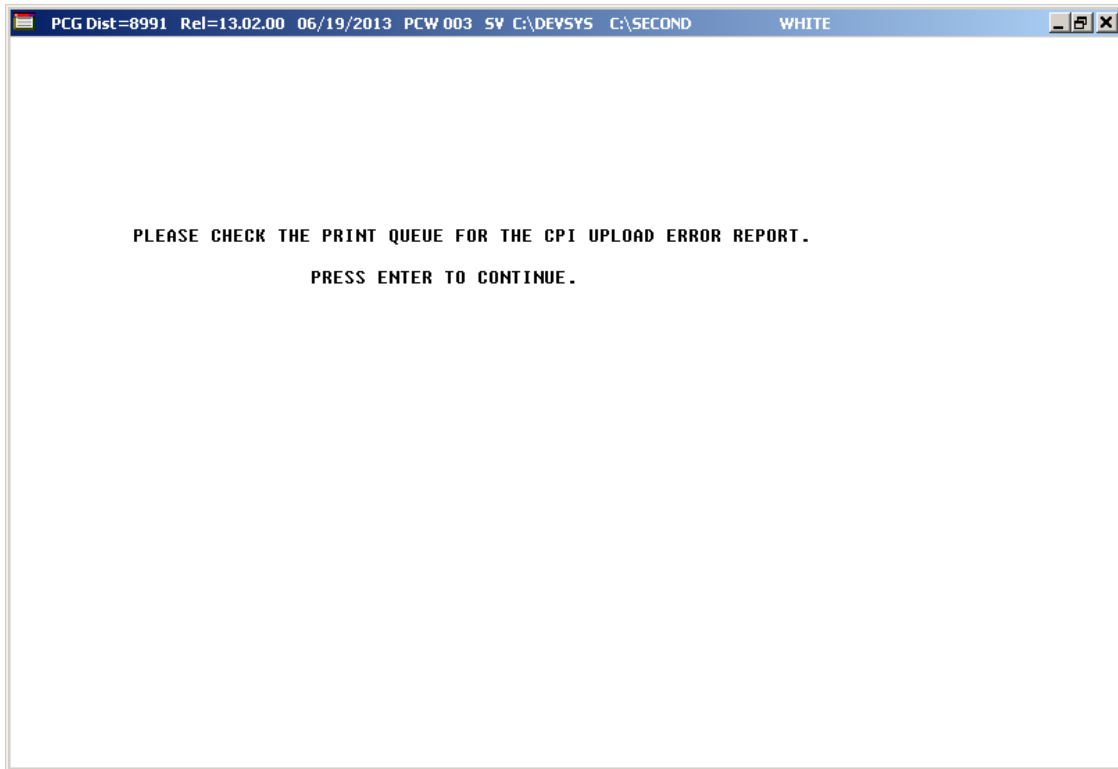 PCG Dist=8991 Rel=13.02.00 06/19/2013 PCW 003 SV C:\DEVSYS C:\SECOND WHITE
PLEASE CHECK THE PRINT QUEUE FOR THE CPI UPLOAD ERROR REPORT.
PRESS ENTER TO CONTINUE.